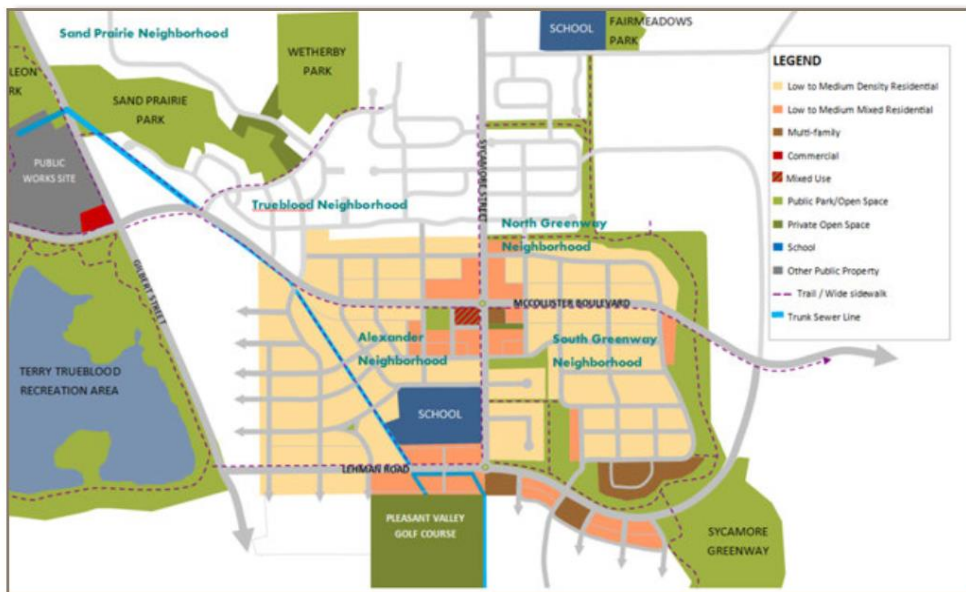 Sand Prairie Neighborhood
WETHERBY
PARK
SCHOOL
FAIRMEADOWS
PARK
LEON
RK
SAND PRAIRIE
PARK
PUBLIC
WORKS SITE
SYCAMORE STREET
Trueblood Neighborhood
North Greenway
Neighborhood
GILBERT STREET
MCCOLLISTER BOULEVARD
Alexander
Neighborhood
South Greenway
Neighborhood
TERRY TRUEBLOOD
RECREATION AREA
SCHOOL
LEHMAN ROAD
PLEASANT VALLEY
GOLF COURSE
SYCAMORE
GREENWAY
LEGEND
Low to Medium Density Residential
Low to Medium Mixed Residential
Multi-family
Commercial
Mixed Use
Public Park/Open Space
Private Open Space
School
Other Public Property
Trail / Wide sidewalk
Trunk Sewer Line